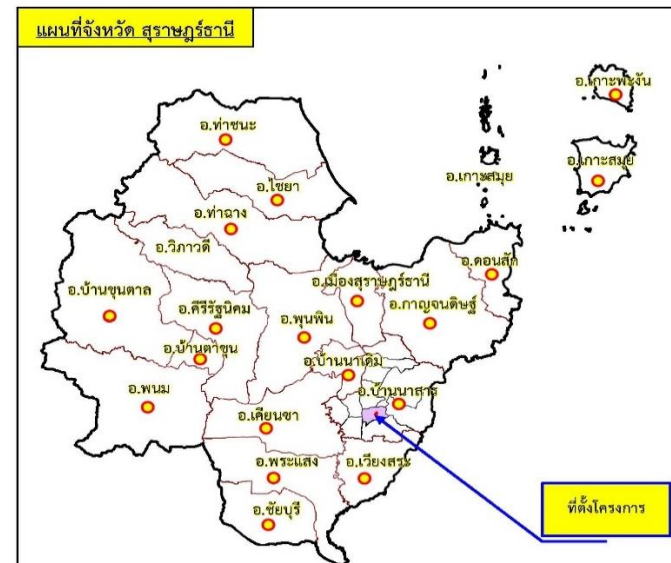 แผนที่จังหวัด สุราษฎร์ธานี
อ.เกาะพะงัน
อ.ท่าชนะ
อ.เกาะสมุย
อ.เกาะสมุย
อ.ไชยา
อ.ท่าฉาง
อ.วิภาวดี
อ.ดอนสัก
อ.เมืองสุราษฎร์ธานี
อ.บ้านขุนตาล
อ.คีรีรัฐนิคม
อ.พุนพิน
อ.กาญจนดิษฐ์
อ.บ้านตาขุน
อ.บ้านนาเดิม
อ.พนม
อ.บ้านนาสาร
อ.เคียนซา
อ.พระแสง
อ.เวียงสระ
อ.ชัยบุรี
ที่ตั้งโครงการ